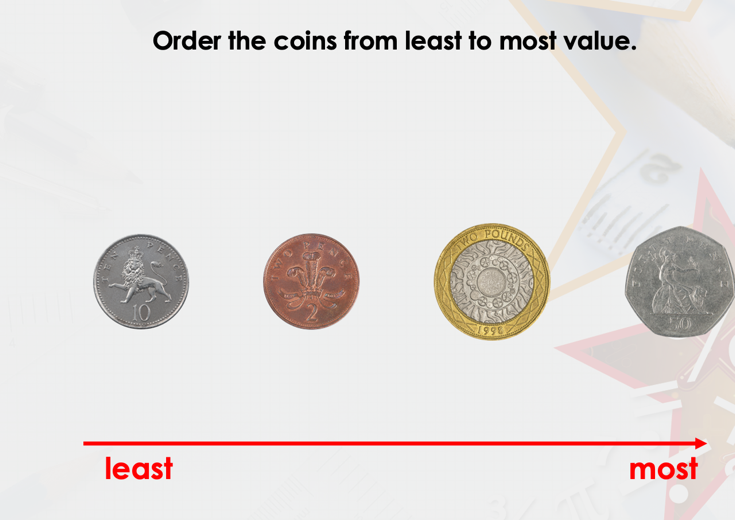 Order the coins from least to most value.
TEN PENCE
10
TWO PENCE
2
TWO POUNDS
1998
50
least
most